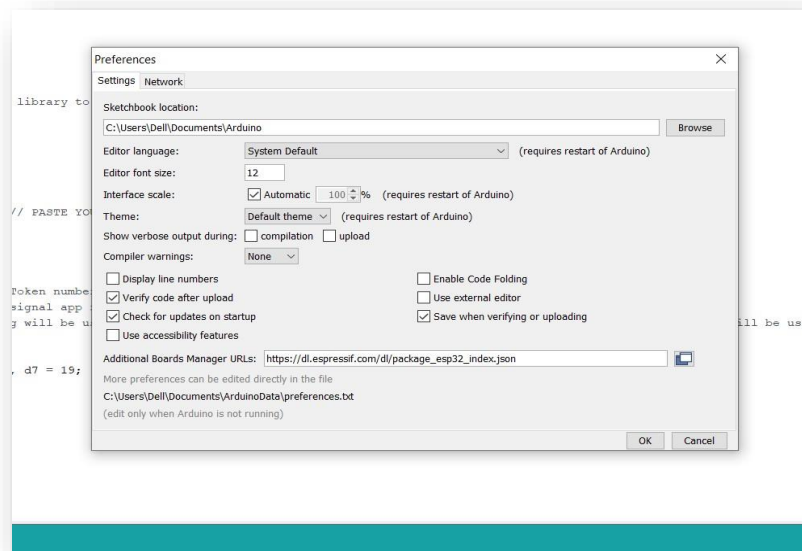 Preferences
Settings Network
library to
Sketchbook location:
C:\Users\Dell\Documents\Arduino Browse
Editor language: System Default (requires restart of Arduino)
Editor font size: 12
Interface scale: Automatic 100 % (requires restart of Arduino)
// PASTE YO
Theme: Default theme (requires restart of Arduino)
Show verbose output during: compilation upload
Compiler warnings: None
Display line numbers Enable Code Folding
Token numbe
Verify code after upload Use external editor
signal app
Check for updates on startup Save when verifying or uploading
g will be u ill be us
Use accessibility features
Additional Boards Manager URLs: https://dl.espressif.com/dl/package_esp32_index.json
, d7 = 19;
More preferences can be edited directly in the file
C:\Users\Dell\Documents\ArduinoData\preferences.txt
(edit only when Arduino is not running)
OK Cancel